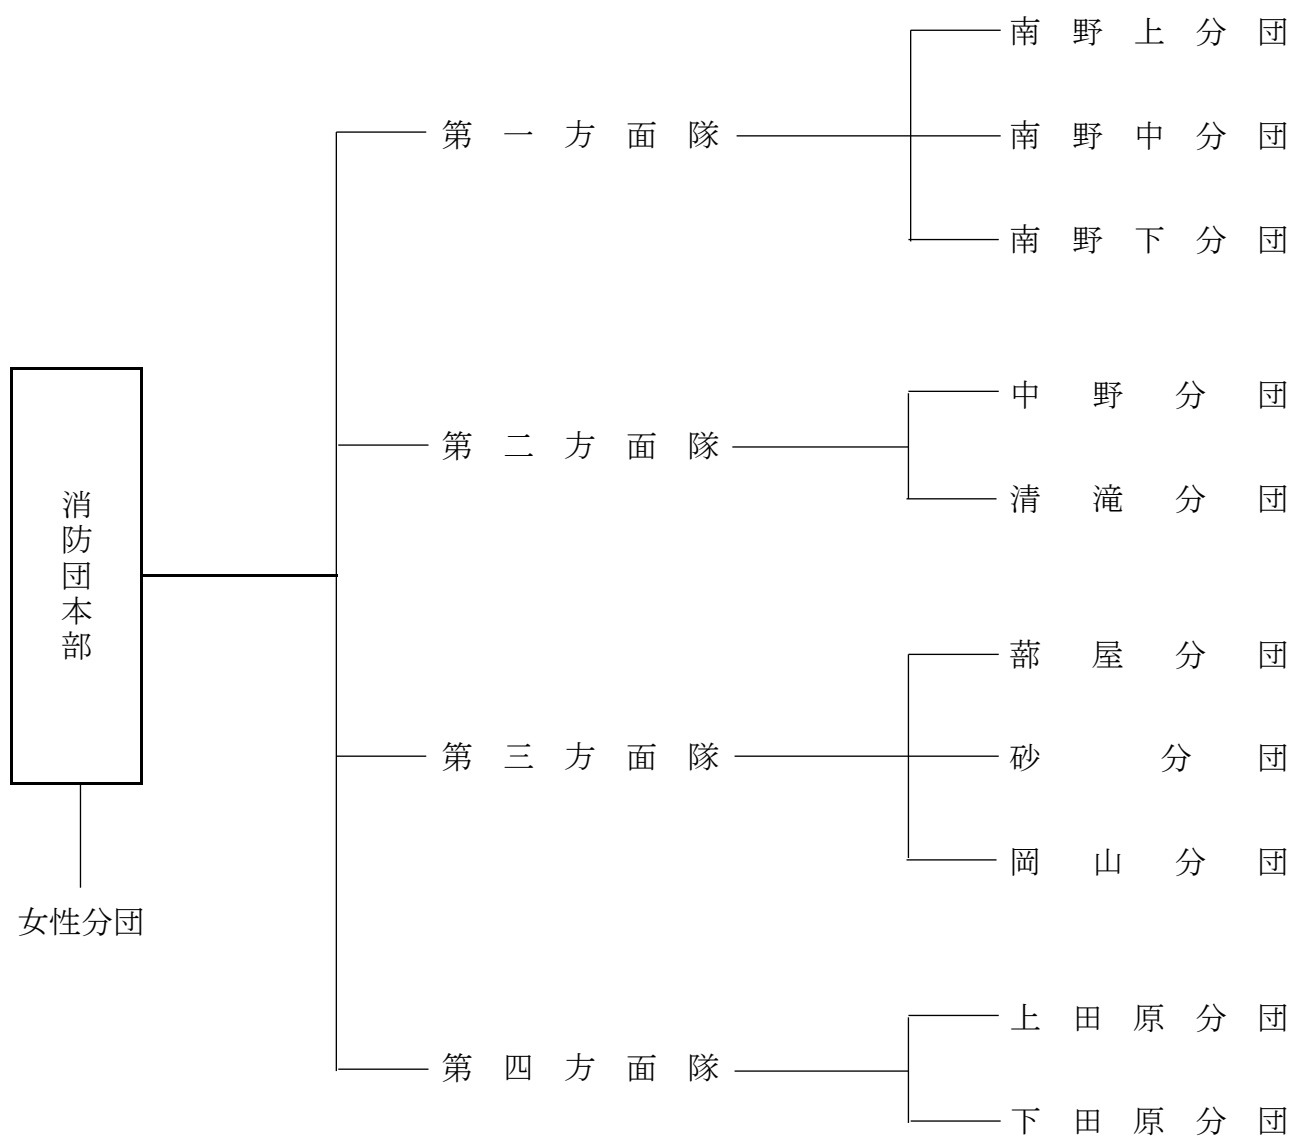 消防団本部
女性分団
第一方面隊
南野上分団
南野中分団
南野下分団
第二方面隊
中野分団
清滝分団
第三方面隊
蔀屋分団
砂分団
岡山分団
第四方面隊
上田原分団
下田原分団